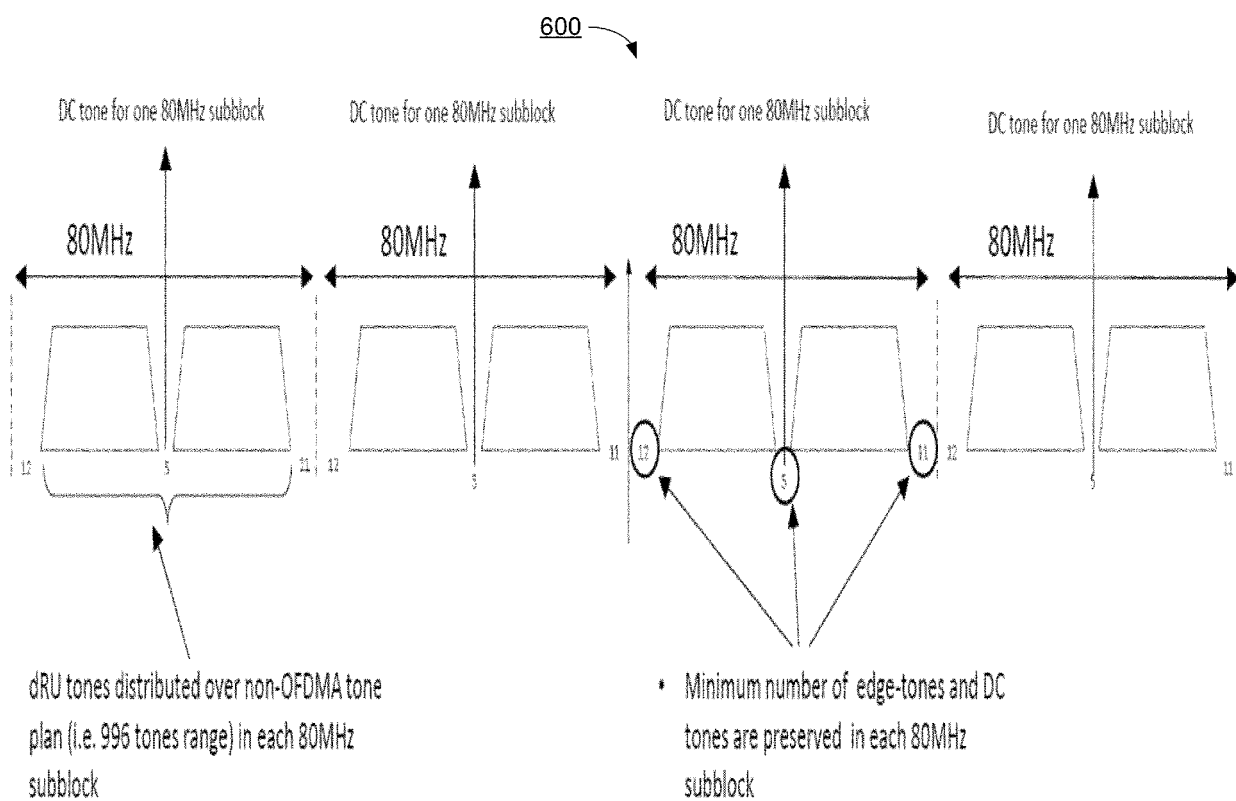 600
DC tone for one 80MHz subblock
DC tone for one 80MHz subblock
DC tone for one 80MHz subblock
DC tone for one 80MHz subblock
80MHz
80MHz
80MHz
80MHz
12
5
11
12
5
11
12
5
11
12
5
11
dRU tones distributed over non-OFDMA tone
plan (i.e. 996 tones range) in each 80MHz
subblock
• Minimum number of edge-tones and DC
tones are preserved in each 80MHz
subblock